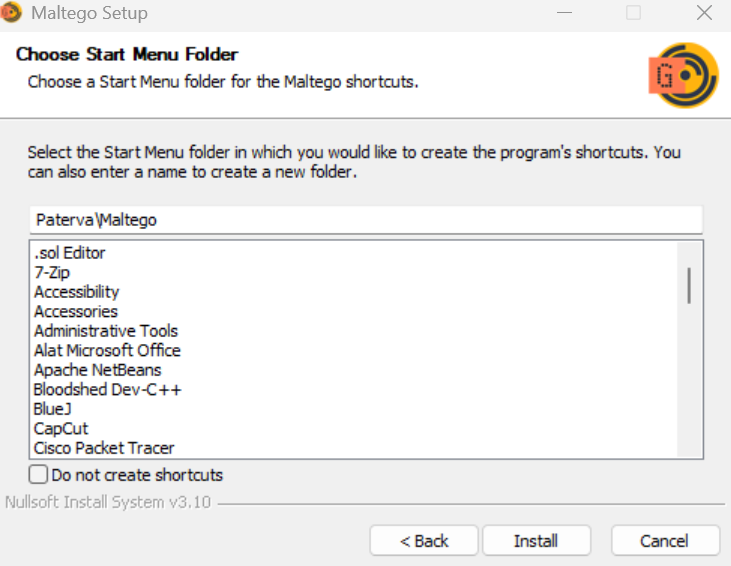 Maltego Setup
Choose Start Menu Folder
Choose a Start Menu folder for the Maltego shortcuts.
G
Select the Start Menu folder in which you would like to create the program's shortcuts. You
can also enter a name to create a new folder.
Paterva\Maltego
.sol Editor
7-Zip
Accessibility
Accessories
Administrative Tools
Alat Microsoft Office
Apache NetBeans
Bloodshed Dev-C++
BlueJ
CapCut
Cisco Packet Tracer
Do not create shortcuts
Nullsoft Install System v3.10
< Back
Install
Cancel